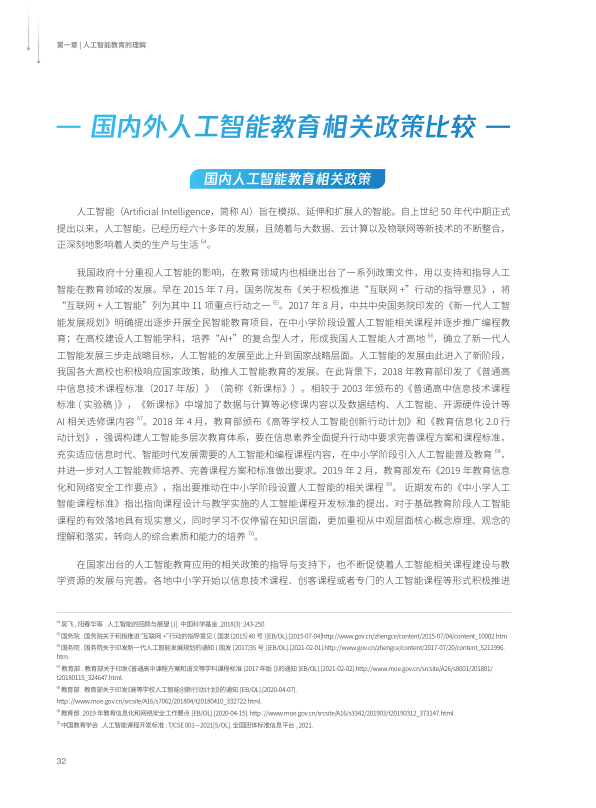 第一章 | 人工智能教育的理解
— 国内外人工智能教育相关政策比较 —
国内人工智能教育相关政策
人工智能（Artificial Intelligence，简称 AI）旨在模拟、延伸和扩展人的智能。自上世纪 50 年代中期正式
提出以来，人工智能，已经历经六十多年的发展，且随着与大数据、云计算以及物联网等新技术的不断整合，
正深刻地影响着人类的生产与生活 64。
我国政府十分重视人工智能的影响，在教育领域内也相继出台了一系列政策文件，用以支持和指导人工
智能在教育领域的发展。早在 2015 年 7 月，国务院发布《关于积极推进“互联网 +”行动的指导意见》，将
“互联网 + 人工智能”列为其中 11 项重点行动之一 65。2017 年 8 月，中共中央国务院印发的《新一代人工智
能发展规划》明确提出逐步开展全民智能教育项目，在中小学阶段设置人工智能相关课程并逐步推广编程教
育；在高校建设人工智能学科，培养“AI+”的复合型人才，形成我国人工智能人才高地 66，确立了新一代人工
智能发展三步走战略目标，人工智能的发展至此上升到国家战略层面。人工智能的发展由此进入了新阶段，
我国各大高校也积极响应国家政策，助推人工智能教育的发展。在此背景下，2018 年教育部印发了《普通高
中信息技术课程标准（2017 年版）》（简称《新课标》）。相较于 2003 年颁布的《普通高中信息技术课程
标准 ( 实验稿 )》，《新课标》中增加了数据与计算等必修课内容以及数据结构、人工智能、开源硬件设计等
AI 相关选修课内容 67。2018 年 4 月，教育部颁布《高等学校人工智能创新行动计划》和《教育信息化 2.0 行
动计划》，强调构建人工智能多层次教育体系，要在信息素养全面提升行动中要求完善课程方案和课程标准，
充实适应信息时代、智能时代发展需要的人工智能和编程课程内容，在中小学阶段引入人工智能普及教育 68，
并进一步对人工智能教师培养、完善课程方案和标准做出要求。2019 年 2 月，教育部发布《2019 年教育信息
化和网络安全工作要点》，指出要推动在中小学阶段设置人工智能的相关课程 69。 近期发布的《中小学人工
智能课程标准》指出指向课程设计与教学实施的人工智能课程开发标准的提出，对于基础教育阶段人工智能
课程的有效落地具有现实意义，同时学习不仅停留在知识层面，更加重视从中观层面核心概念原理、观念的
理解和落实，转向人的综合素质和能力的培养 70。
在国家出台的人工智能教育应用的相关政策的指导与支持下，也不断促使着人工智能相关课程建设与教
学资源的发展与完善。各地中小学开始以信息技术课程、创客课程或者专门的人工智能课程等形式积极推进
64 吴飞 , 阳春华等 . 人工智能的回顾与展望 [J]. 中国科学基金 ,2018(3): 243-250.
65 国务院 . 国务院关于积极推进“互联网 +”行动的指导意见 ( 国发 [2015] 40 号 )[EB/OL].[2015-07-04]http://www.gov.cn/zhengce/content/2015-07/04/content_10002.htm
66 国务院 . 国务院关于印发新一代人工智能发展规划的通知 ( 国发 [2017]35 号 )[EB/OL].[2021-02-01].http://www.gov.cn/zhengce/content/2017-07/20/content_5211996.
htm.
67 教育部 . 教育部关于印发《普通高中课程方案和语文等学科课程标准 (2017 年版 )》的通知 [EB/OL].[2021-02-02].http://www.moe.gov.cn/srcsite/A26/s8001/201801/
t20180115_324647.html.
68 教育部 . 教育部关于印发《高等学校人工智能创新行动计划》的通知 [EB/OL].[2020-04-07].
http://www.moe.gov.cn/srcsite/A16/s7062/201804/t20180410_332722.html.
69 教育部 .2019 年教育信息化和网络安全工作要点 [EB/OL].[2020-04-15]. http://www.moe.gov.cn/srcsite/A16/s3342/201903/t20190312_373147.html.
70 中国教育学会 . 人工智能课程开发标准 : T/CSE 001—2021[S/OL]. 全国团体标准信息平台 , 2021.
32